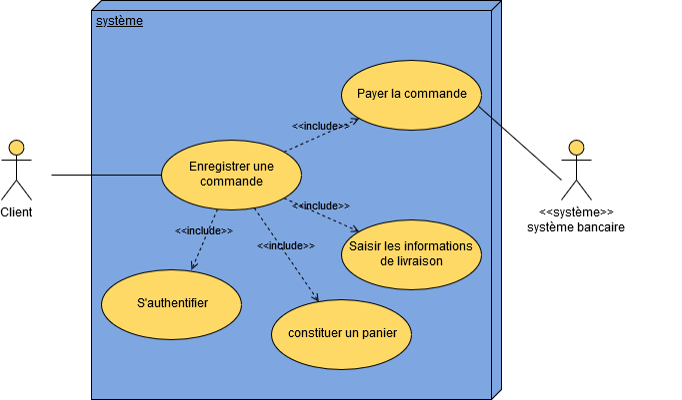 système
Payer la commande
<<include>>
Enregistrer une
commande
Client
<<système>>
système bancaire
<<include>>
<<include>>
<<include>>
Saisir les informations
de livraison
S'authentifier
constituer un panier